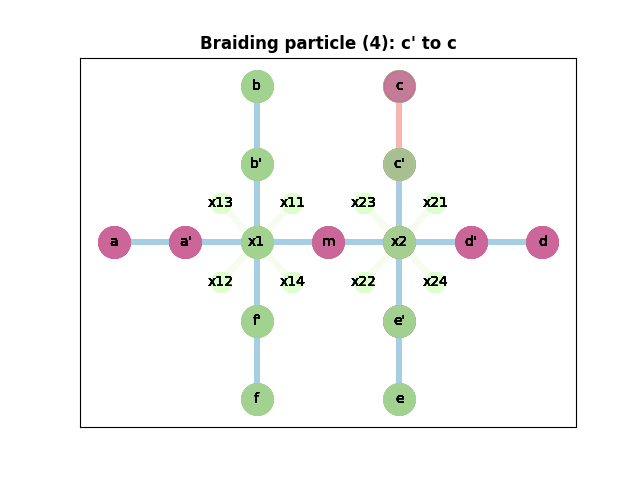 Braiding particle (4): c' to c
b c
b' c'
x13 x11 x23 x21
a a' x1 m x2 d' d
x12 x14 x22 x24
f' e'
f e